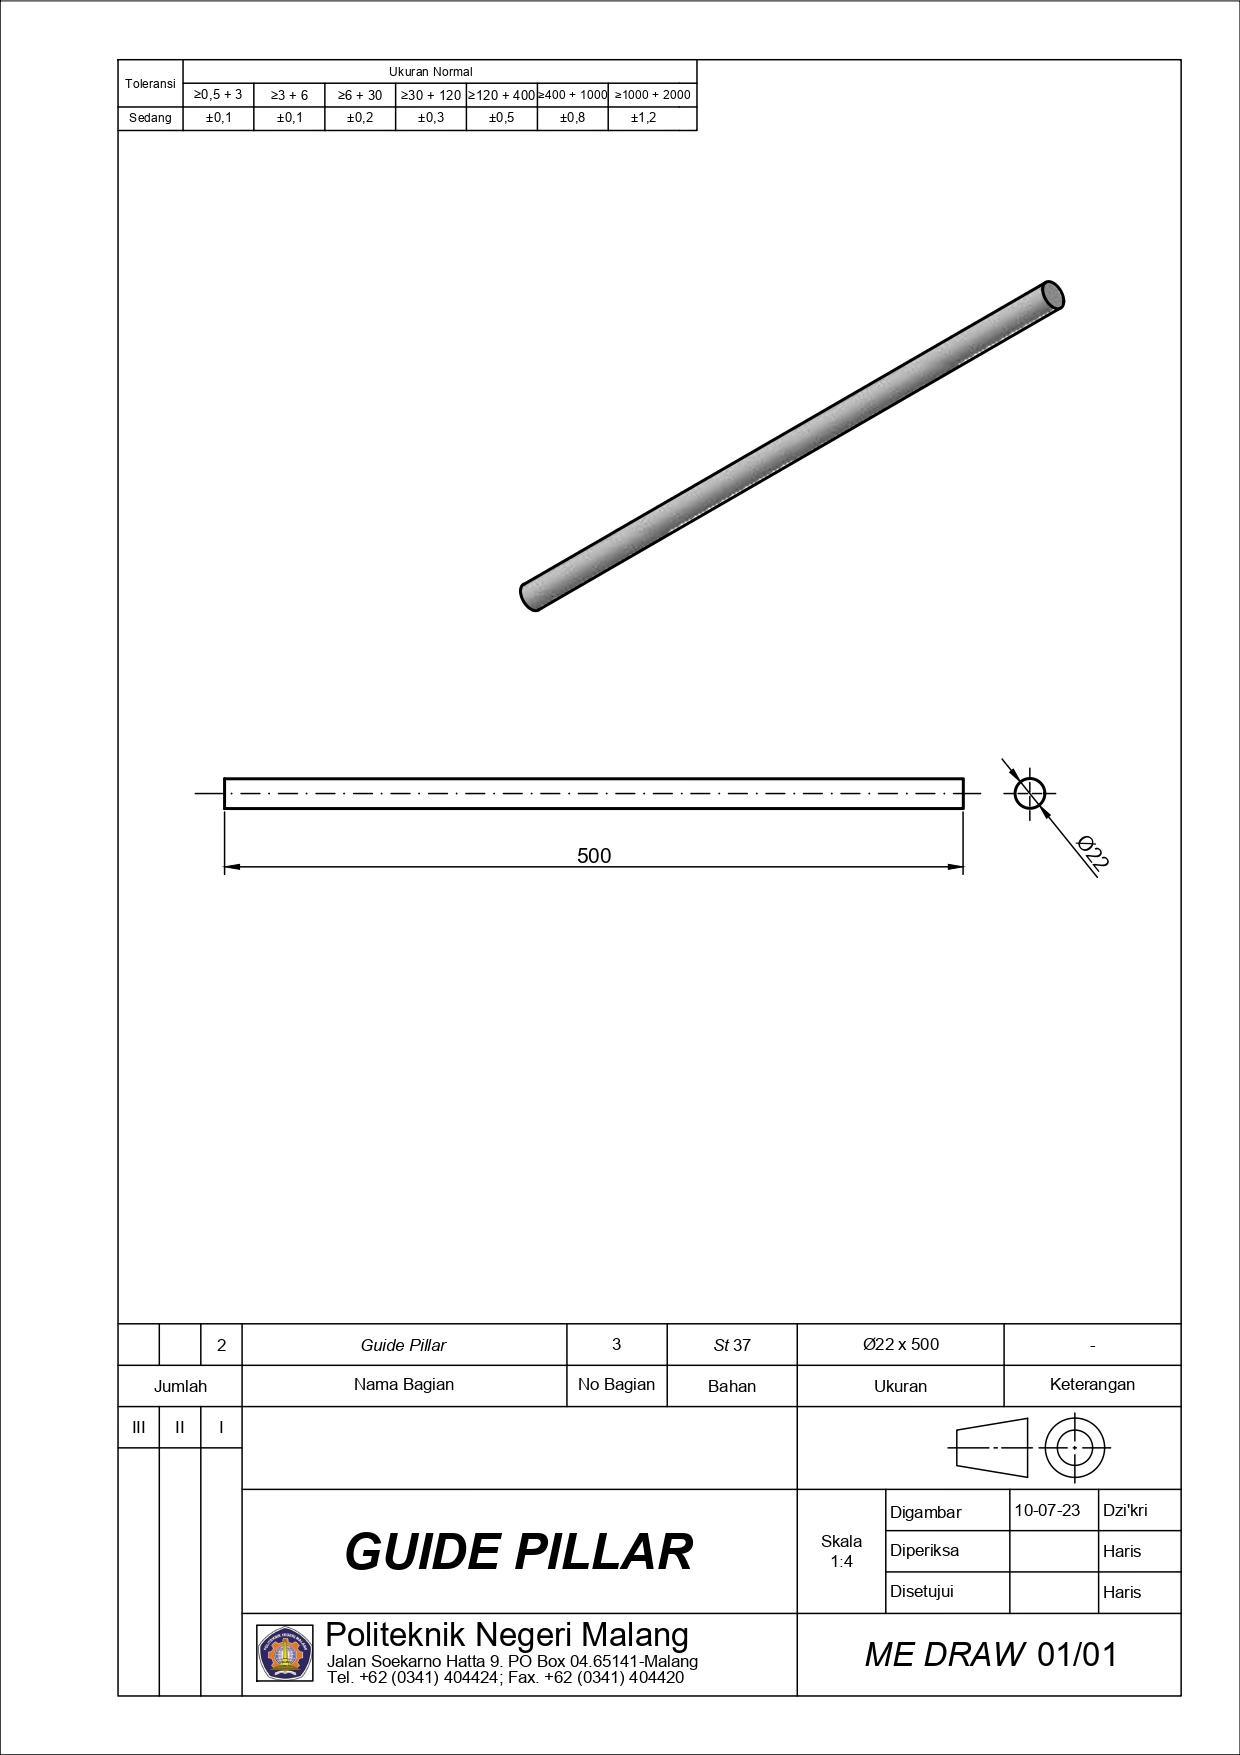 Toleransi
Ukuran Normal
≥0,5 + 3 ≥3 + 6 ≥6 + 30 ≥30 + 120 ≥120 + 400 ≥400 + 1000 ≥1000 + 2000
Sedang ±0,1 ±0,1 ±0,2 ±0,3 ±0,5 ±0,8 ±1,2
500
Ø22
2 Guide Pillar 3 St 37 Ø22 x 500 -
Jumlah Nama Bagian No Bagian Bahan Ukuran Keterangan
III II I
GUIDE PILLAR
Skala
1:4
Digambar 10-07-23 Dzi'kri
Diperiksa Haris
Disetujui Haris
POLITEKNIK NEGERI MALANG
Politeknik Negeri Malang
Jalan Soekarno Hatta 9. PO Box 04.65141-Malang
Tel. +62 (0341) 404424; Fax. +62 (0341) 404420
ME DRAW 01/01